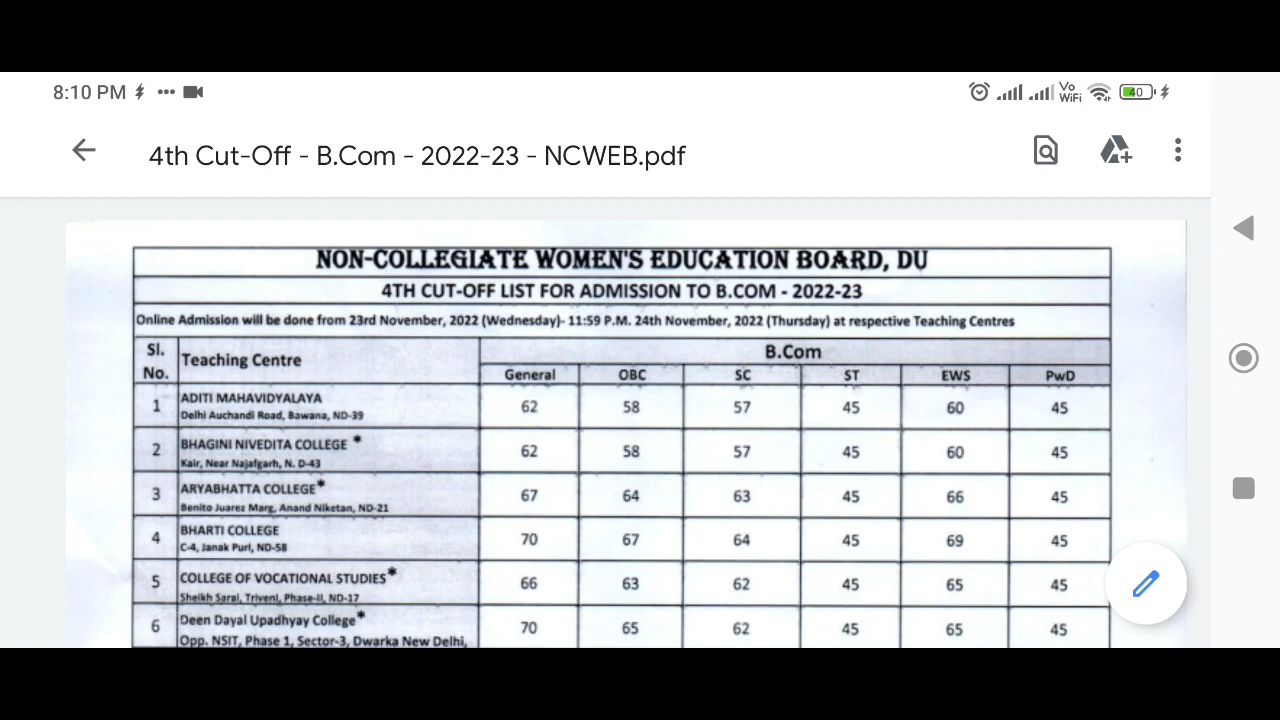 8:10 PM
Vo
WiFi
40
4th Cut-Off - B.Com - 2022-23 - NCWEB.pdf
NON-COLLEGIATE WOMEN'S EDUCATION BOARD, DU
4TH CUT-OFF LIST FOR ADMISSION TO B.COM - 2022-23
Online Admission will be done from 23rd November, 2022 (Wednesday)- 11:59 P.M. 24th November, 2022 (Thursday) at respective Teaching Centres
Sl. No. Teaching Centre B.Com
General OBC SC ST EWS PwD
1 ADITI MAHAVIDYALAYA 62 58 57 45 60 45
Delhi Auchandi Road, Bawana, ND-39
2 BHAGINI NIVEDITA COLLEGE * 62 58 57 45 60 45
Kair, Near Najafgarh, N. D-43
3 ARYABHATTA COLLEGE* 67 64 63 45 66 45
Benito Juarez Marg, Anand Niketan, ND-21
4 BHARTI COLLEGE 70 67 64 45 69 45
C-4, Janak Puri, ND-58
5 COLLEGE OF VOCATIONAL STUDIES* 66 63 62 45 65 45
Sheikh Sarai, Triveni, Phase-II, ND-17
6 Deen Dayal Upadhyay College* 70 65 62 45 65 45
Opp. NSIT, Phase 1, Sector-3, Dwarka New Delhi,